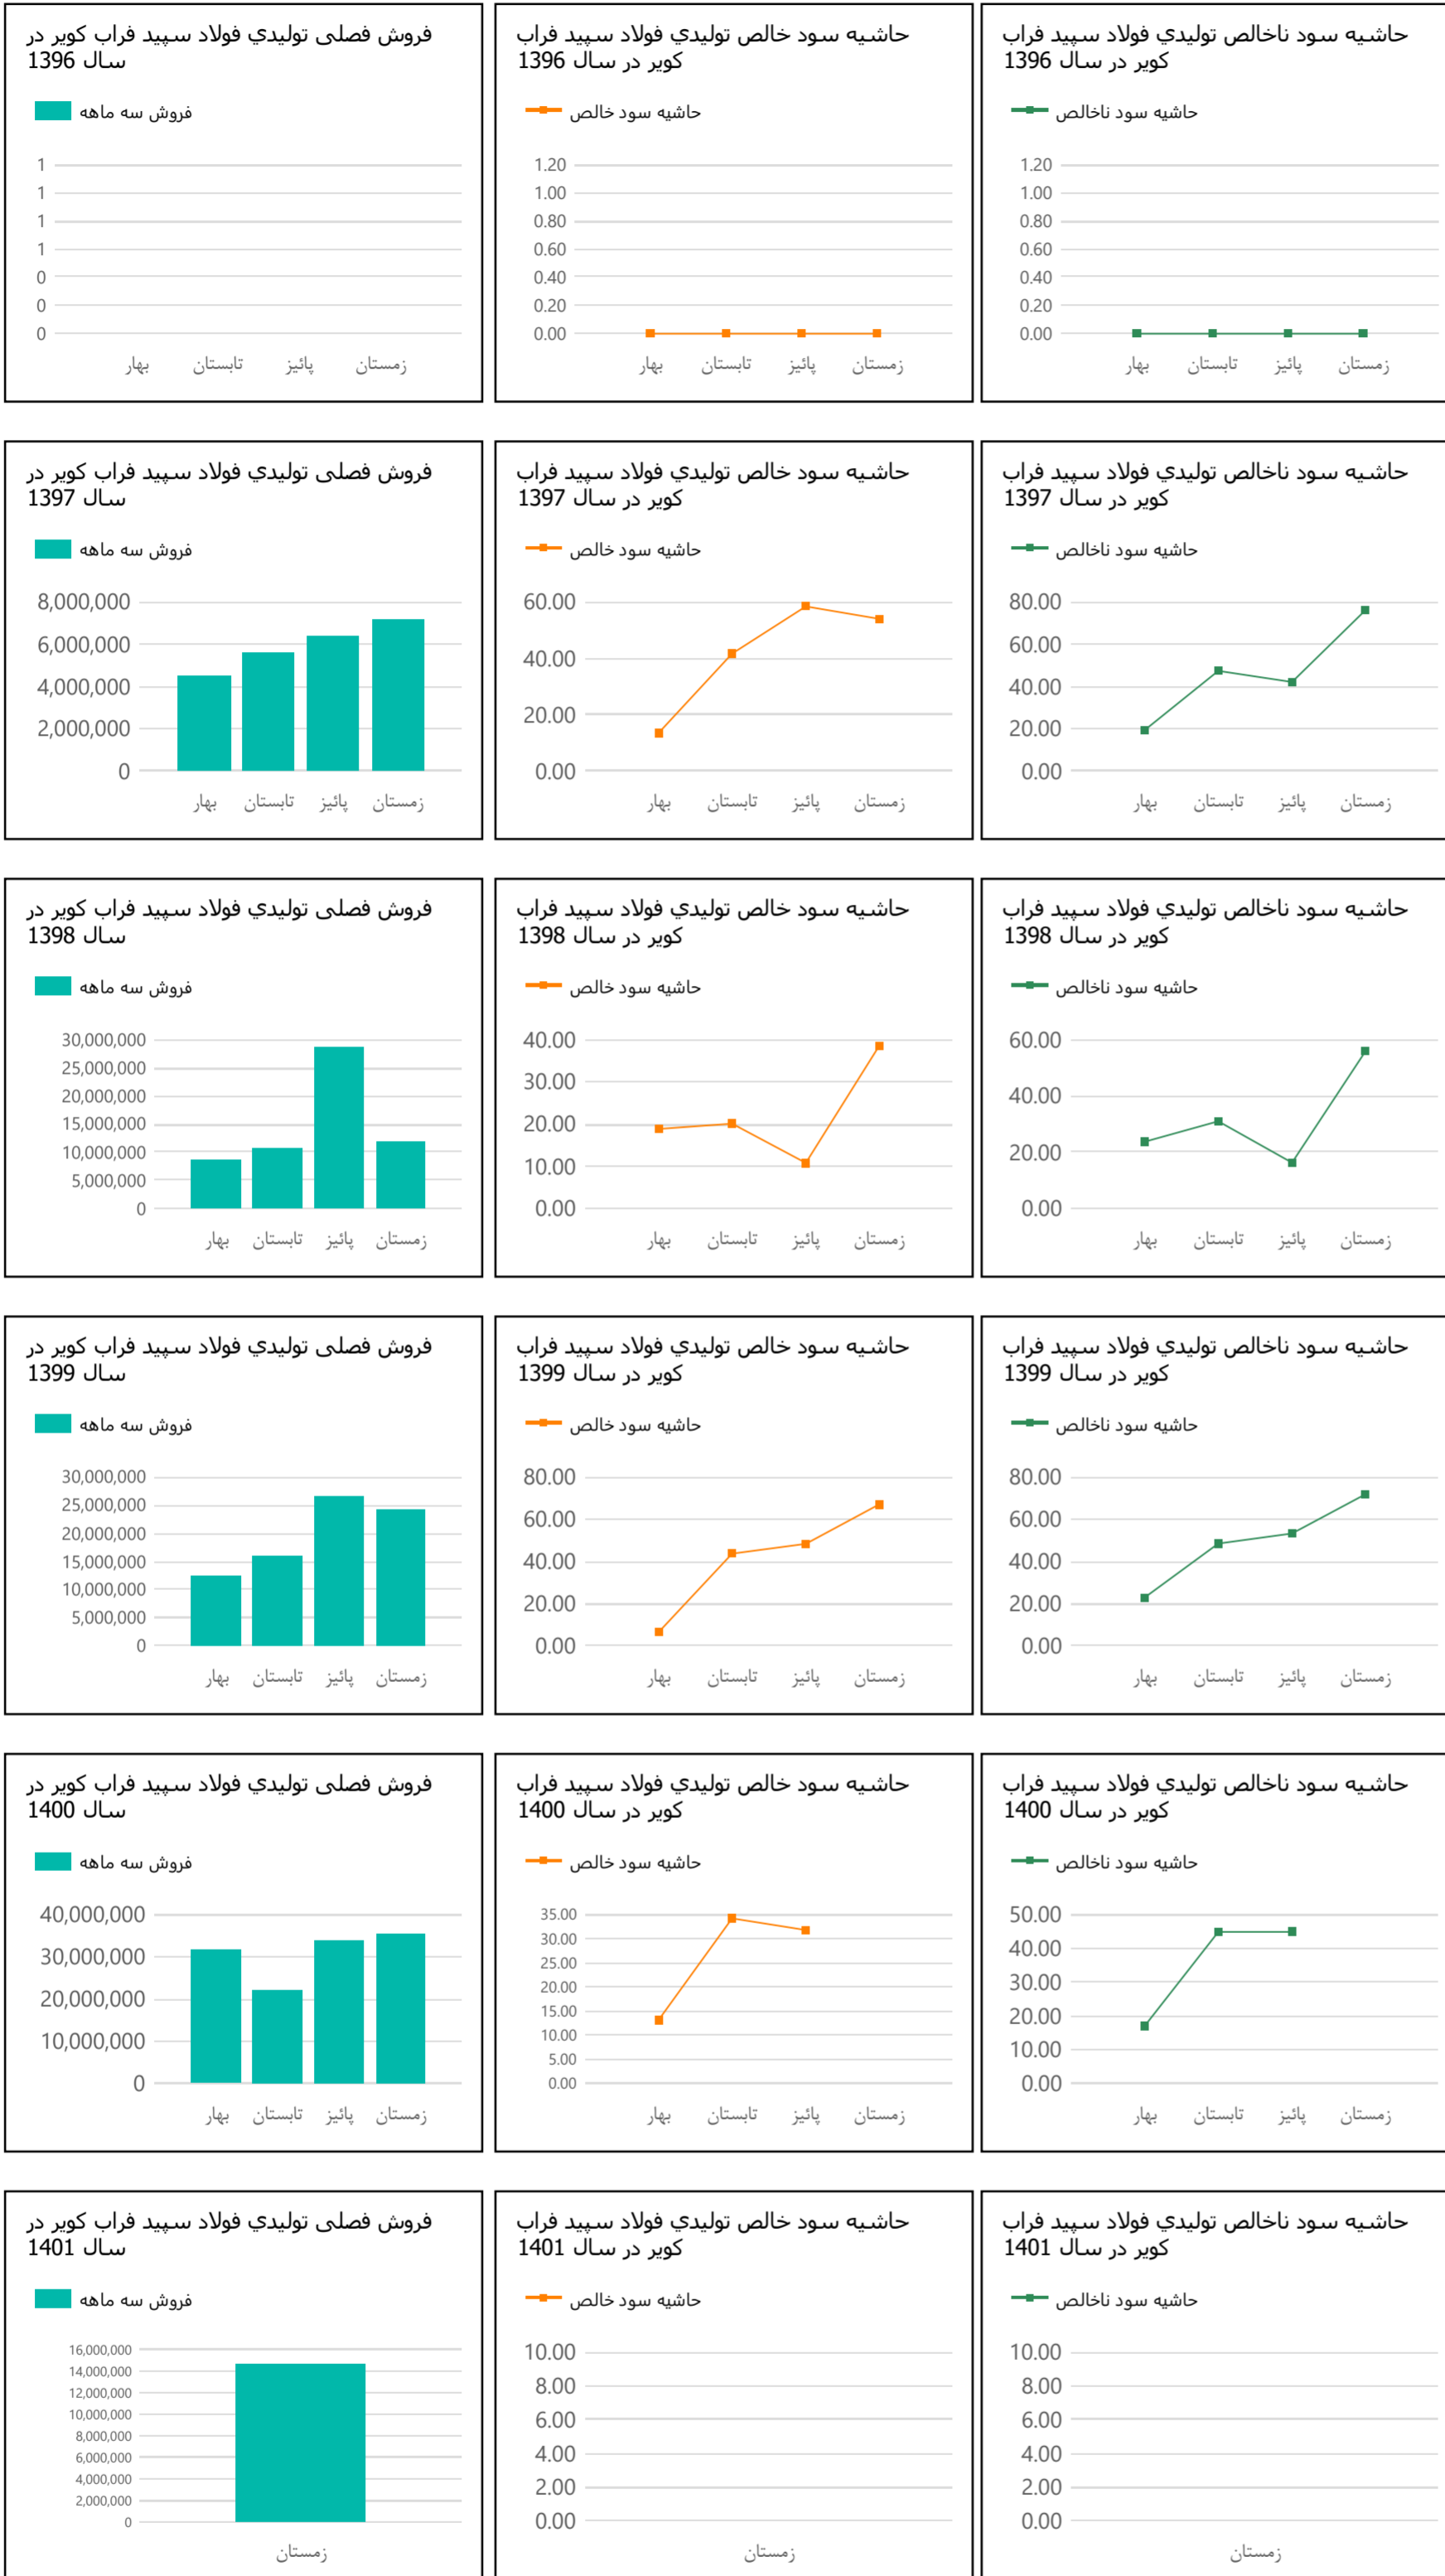 فروش فصلی تولیدي فولاد سپید فراب کویر در
سال 1396
فروش سه ماهه
1
1
1
1
0
0
0
بهار تابستان پائیز زمستان
حاشیه سود خالص تولیدي فولاد سپید فراب
کویر در سال 1396
حاشیه سود خالص
1.20
1.00
0.80
0.60
0.40
0.20
0.00
بهار تابستان پائیز زمستان
حاشیه سود ناخالص تولیدي فولاد سپید فراب
کویر در سال 1396
حاشیه سود ناخالص
1.20
1.00
0.80
0.60
0.40
0.20
0.00
بهار تابستان پائیز زمستان
فروش فصلی تولیدي فولاد سپید فراب کویر در
سال 1397
فروش سه ماهه
8,000,000
6,000,000
4,000,000
2,000,000
0
بهار تابستان پائیز زمستان
حاشیه سود خالص تولیدي فولاد سپید فراب
کویر در سال 1397
حاشیه سود خالص
60.00
40.00
20.00
0.00
بهار تابستان پائیز زمستان
حاشیه سود ناخالص تولیدي فولاد سپید فراب
کویر در سال 1397
حاشیه سود ناخالص
80.00
60.00
40.00
20.00
0.00
بهار تابستان پائیز زمستان
فروش فصلی تولیدي فولاد سپید فراب کویر در
سال 1398
فروش سه ماهه
30,000,000
25,000,000
20,000,000
15,000,000
10,000,000
5,000,000
0
بهار تابستان پائیز زمستان
حاشیه سود خالص تولیدي فولاد سپید فراب
کویر در سال 1398
حاشیه سود خالص
40.00
30.00
20.00
10.00
0.00
بهار تابستان پائیز زمستان
حاشیه سود ناخالص تولیدي فولاد سپید فراب
کویر در سال 1398
حاشیه سود ناخالص
60.00
40.00
20.00
0.00
بهار تابستان پائیز زمستان
فروش فصلی تولیدي فولاد سپید فراب کویر در
سال 1399
فروش سه ماهه
30,000,000
25,000,000
20,000,000
15,000,000
10,000,000
5,000,000
0
بهار تابستان پائیز زمستان
حاشیه سود خالص تولیدي فولاد سپید فراب
کویر در سال 1399
حاشیه سود خالص
80.00
60.00
40.00
20.00
0.00
بهار تابستان پائیز زمستان
حاشیه سود ناخالص تولیدي فولاد سپید فراب
کویر در سال 1399
حاشیه سود ناخالص
80.00
60.00
40.00
20.00
0.00
بهار تابستان پائیز زمستان
فروش فصلی تولیدي فولاد سپید فراب کویر در
سال 1400
فروش سه ماهه
40,000,000
30,000,000
20,000,000
10,000,000
0
بهار تابستان پائیز زمستان
حاشیه سود خالص تولیدي فولاد سپید فراب
کویر در سال 1400
حاشیه سود خالص
35.00
30.00
25.00
20.00
15.00
10.00
5.00
0.00
بهار تابستان پائیز زمستان
حاشیه سود ناخالص تولیدي فولاد سپید فراب
کویر در سال 1400
حاشیه سود ناخالص
50.00
40.00
30.00
20.00
10.00
0.00
بهار تابستان پائیز زمستان
فروش فصلی تولیدي فولاد سپید فراب کویر در
سال 1401
فروش سه ماهه
16,000,000
14,000,000
12,000,000
10,000,000
8,000,000
6,000,000
4,000,000
2,000,000
0
زمستان
حاشیه سود خالص تولیدي فولاد سپید فراب
کویر در سال 1401
حاشیه سود خالص
10.00
8.00
6.00
4.00
2.00
0.00
زمستان
حاشیه سود ناخالص تولیدي فولاد سپید فراب
کویر در سال 1401
حاشیه سود ناخالص
10.00
8.00
6.00
4.00
2.00
0.00
زمستان